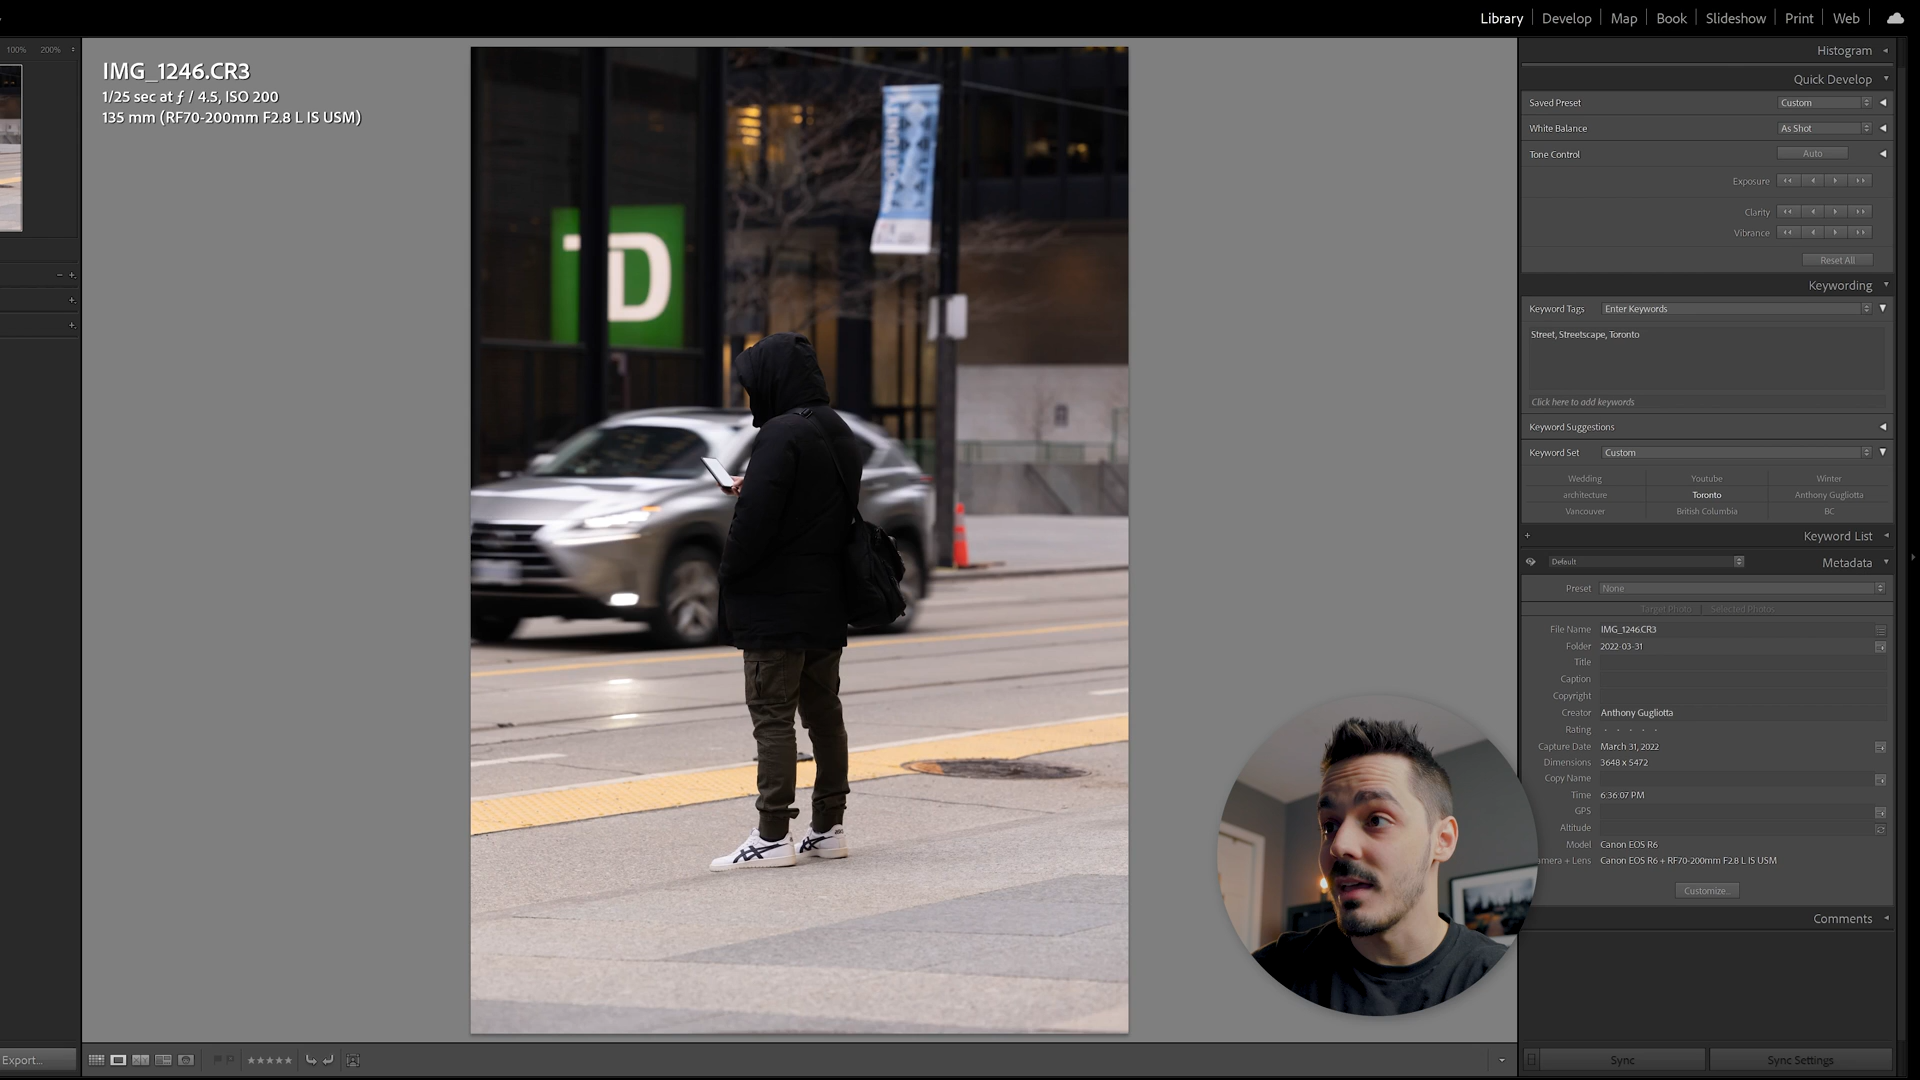 Library | Develop | Map | Book | Slideshow | Print | Web
100% 200%
IMG_1246.CR3
1/25 sec at ƒ / 4.5, ISO 200
135 mm (RF70-200mm F2.8 L IS USM)
TD
Histogram
Quick Develop
Saved Preset Custom
White Balance As Shot
Tone Control Auto
Exposure
Clarity
Vibrance
Reset All
Keywording
Keyword Tags Enter Keywords
Street, Streetscape, Toronto
Click here to add keywords
Keyword Suggestions
Keyword Set Custom
Wedding Youtube Winter
architecture Toronto Anthony Gugliotta
Vancouver British Columbia BC
Keyword List
Default Metadata
Preset None
Target Photo Selected Photos
File Name IMG_1246.CR3
Folder 2022-03-31
Title
Caption
Copyright
Creator Anthony Gugliotta
Rating
Capture Date March 31, 2022
Dimensions 3648 x 5472
Copy Name
Time 6:36:07 PM
GPS
Altitude
Model Canon EOS R6
mera + Lens Canon EOS R6 + RF70-200mm F2.8 L IS USM
Customize...
Comments
Export...
Sync Sync Settings